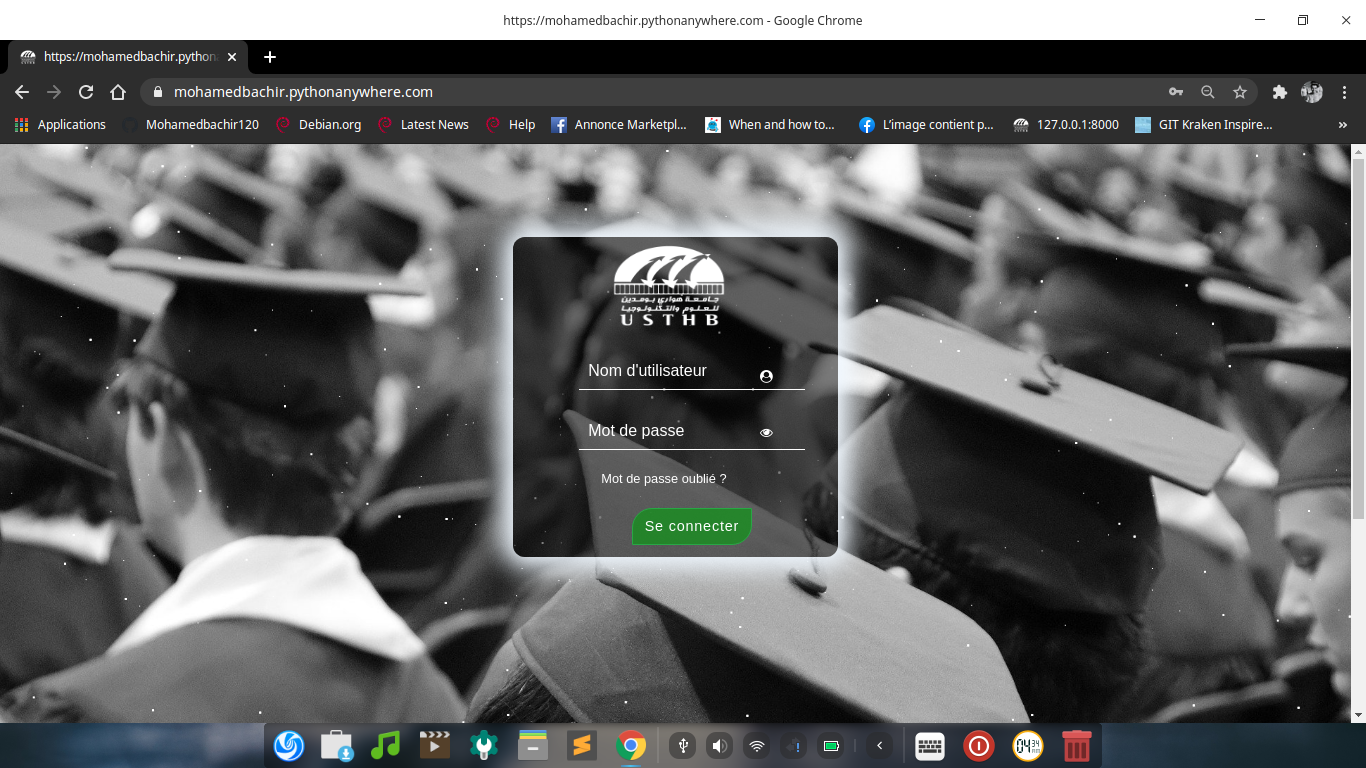 https://mohamedbachir.pythonanywhere.com - Google Chrome
https://mohamedbachir.python
mohamedbachir.pythonanywhere.com
Applications
Mohamedbachir120
Debian.org
Latest News
Help
Annonce Marketpl...
When and how to...
L'image contient p...
127.0.0.1:8000
GIT Kraken Inspire...
»
جامعة هواري بومدين
للعلوم والتكنولوجيا
USTHB
Nom d'utilisateur
Mot de passe
Mot de passe oublié ?
Se connecter